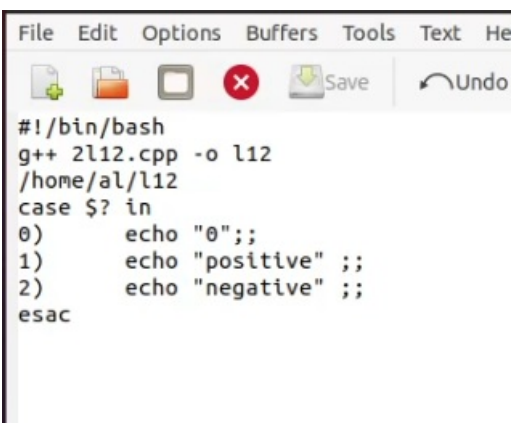 File Edit Options Buffers Tools Text He
Save Undo
#!/bin/bash
g++ 2l12.cpp -o l12
/home/al/l12
case $? in
0) echo "0";;
1) echo "positive" ;;
2) echo "negative" ;;
esac